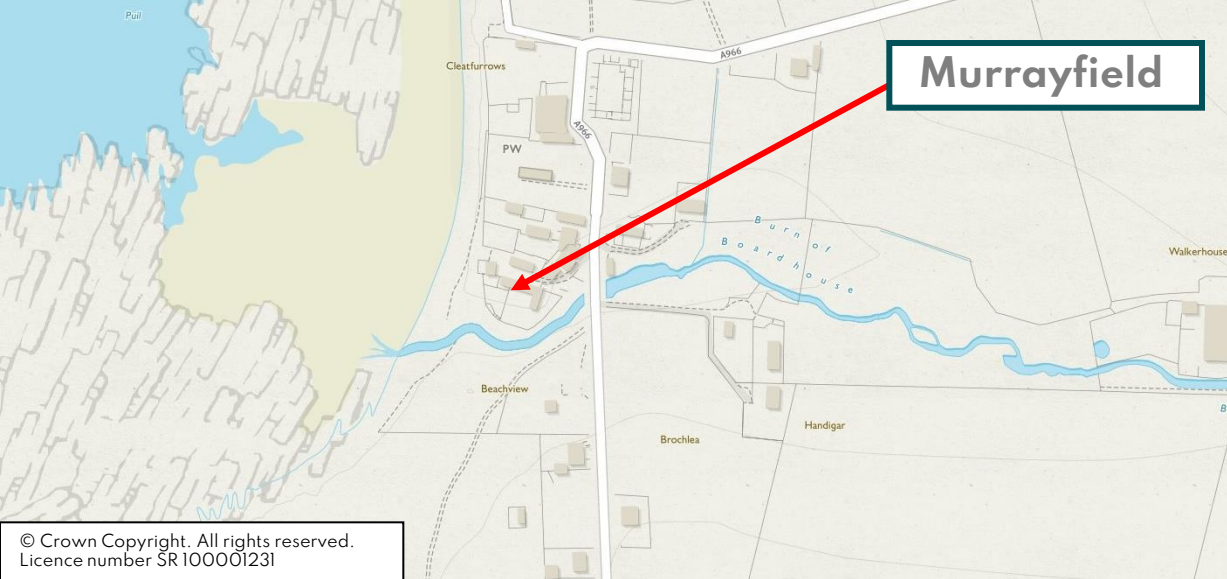 Puil
Cleatfurrows
A966
Murrayfield
A966
PW
Burn of
Boardhouse
Walkerhouse
Beachview
Handigar
Brochlea
B
© Crown Copyright. All rights reserved.
Licence number SR 100001231